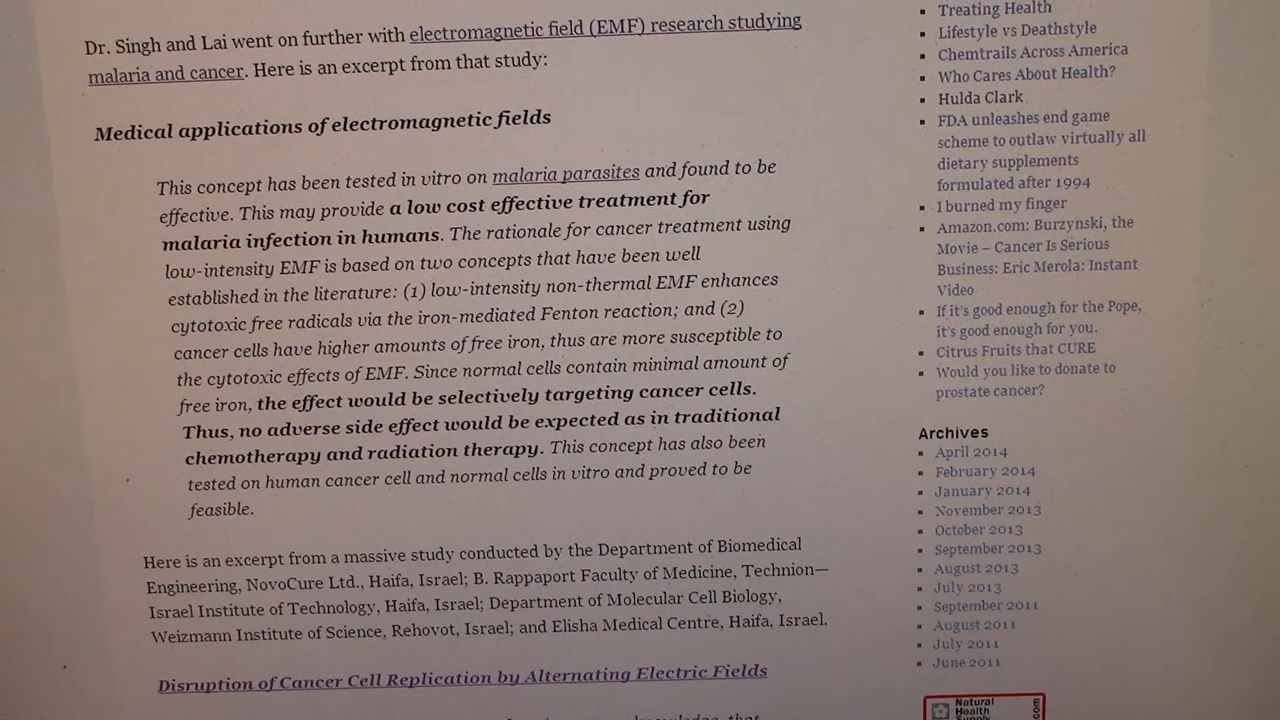 Dr. Singh and Lai went on further with electromagnetic field (EMF) research studying
malaria and cancer. Here is an excerpt from that study:
Medical applications of electromagnetic fields
This concept has been tested in vitro on malaria parasites and found to be
effective. This may provide a low cost effective treatment for
malaria infection in humans. The rationale for cancer treatment using
low-intensity EMF is based on two concepts that have been well
established in the literature: (1) low-intensity non-thermal EMF enhances
cytotoxic free radicals via the iron-mediated Fenton reaction; and (2)
cancer cells have higher amounts of free iron, thus are more susceptible to
the cytotoxic effects of EMF. Since normal cells contain minimal amount of
free iron, the effect would be selectively targeting cancer cells.
Thus, no adverse side effect would be expected as in traditional
chemotherapy and radiation therapy. This concept has also been
tested on human cancer cell and normal cells in vitro and proved to be
feasible.
Here is an excerpt from a massive study conducted by the Department of Biomedical
Engineering, NovoCure Ltd., Haifa, Israel; B. Rappaport Faculty of Medicine, Technion—
Israel Institute of Technology, Haifa, Israel; Department of Molecular Cell Biology,
Weizmann Institute of Science, Rehovot, Israel; and Elisha Medical Centre, Haifa, Israel.
Disruption of Cancer Cell Replication by Alternating Electric Fields
knowledge that
Treating Health
Lifestyle vs Deathstyle
Chemtrails Across America
Who Cares About Health?
Hulda Clark
FDA unleashes end game
scheme to outlaw virtually all
dietary supplements
formulated after 1994
I burned my finger
Amazon.com: Burzynski, the
Movie – Cancer Is Serious
Business: Eric Merola: Instant
Video
If it's good enough for the Pope,
it's good enough for you.
Citrus Fruits that CURE
Would you like to donate to
prostate cancer?
Archives
April 2014
February 2014
January 2014
November 2013
October 2013
September 2013
August 2013
July 2013
September 2011
August 2011
July 2011
June 2011
Natural
Health
Supply
.com